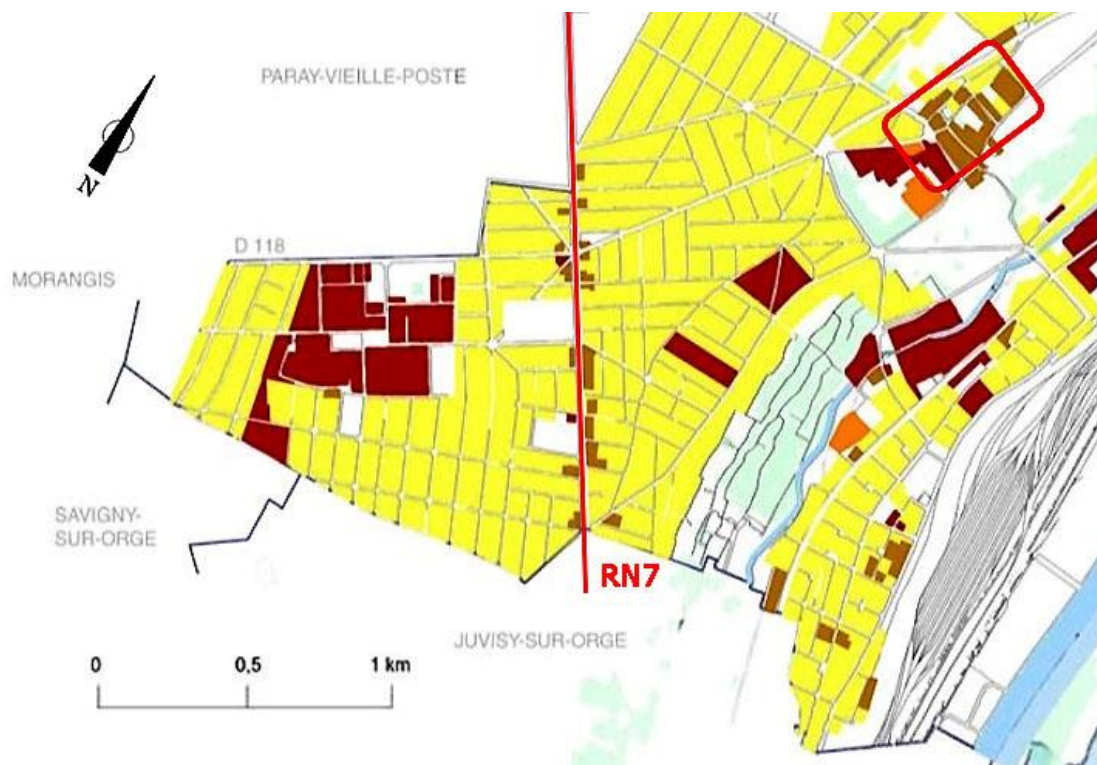 PARAY-VIEILLE-POSTE
N
D 118
MORANGIS
SAVIGNY-
SUR-ORGE
RN7
JUVISY-SUR-ORGE
0 0,5 1 km